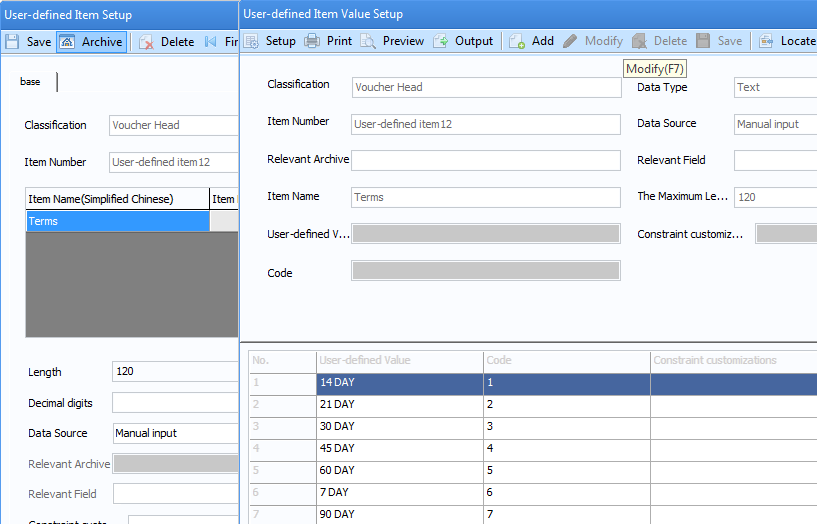 User-defined Item Setup
Save Archive Delete Fir
base
Classification Voucher Head
Item Number User-defined item12
Item Name(Simplified Chinese) Item
Terms
Length 120
Decimal digits
Data Source Manual input
Relevant Archive
Relevant Field
Constraint custo
User-defined Item Value Setup
Setup Print Preview Output Add Modify Delete Save Locate
Modify(F7)
Classification Voucher Head Data Type Text
Item Number User-defined item12 Data Source Manual input
Relevant Archive Relevant Field
Item Name Terms The Maximum Le... 120
User-defined V... Constraint customiz...
Code
No. User-defined Value Code Constraint customizations
1 14 DAY 1
2 21 DAY 2
3 30 DAY 3
4 45 DAY 4
5 60 DAY 5
6 7 DAY 6
7 90 DAY 7